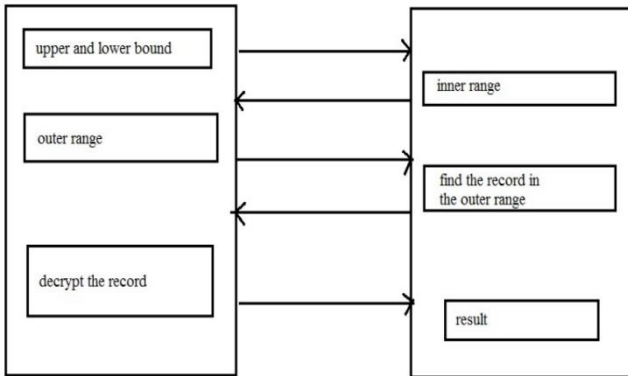 upper and lower bound
inner range
outer range
find the record in
the outer range
decrypt the record
result